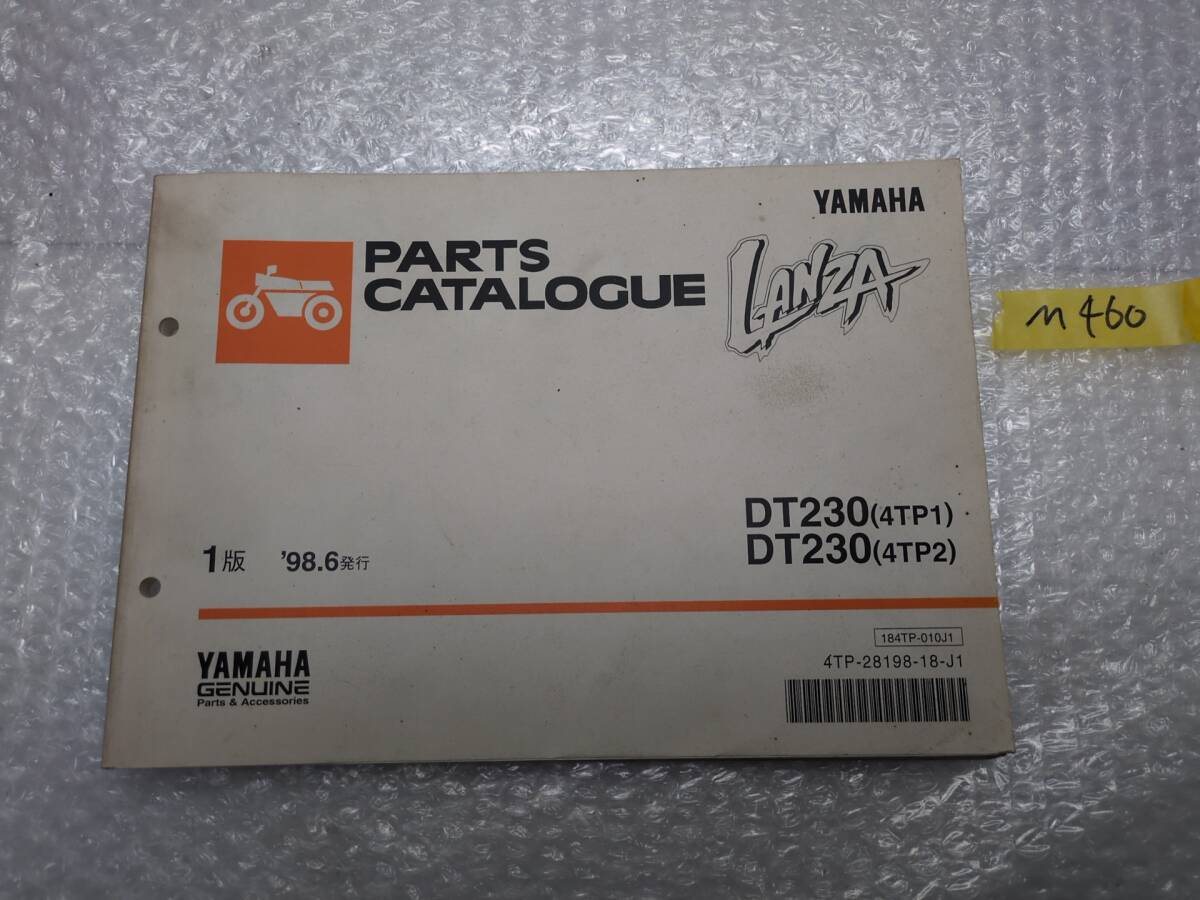 YAMAHA
PARTS
CATALOGUE
LANZA
M460
DT230(4TP1)
DT230(4TP2)
1版 '98.6発行
184TP-010J1
4TP-28198-18-J1
YAMAHA
GENUINE
Parts & Accessories